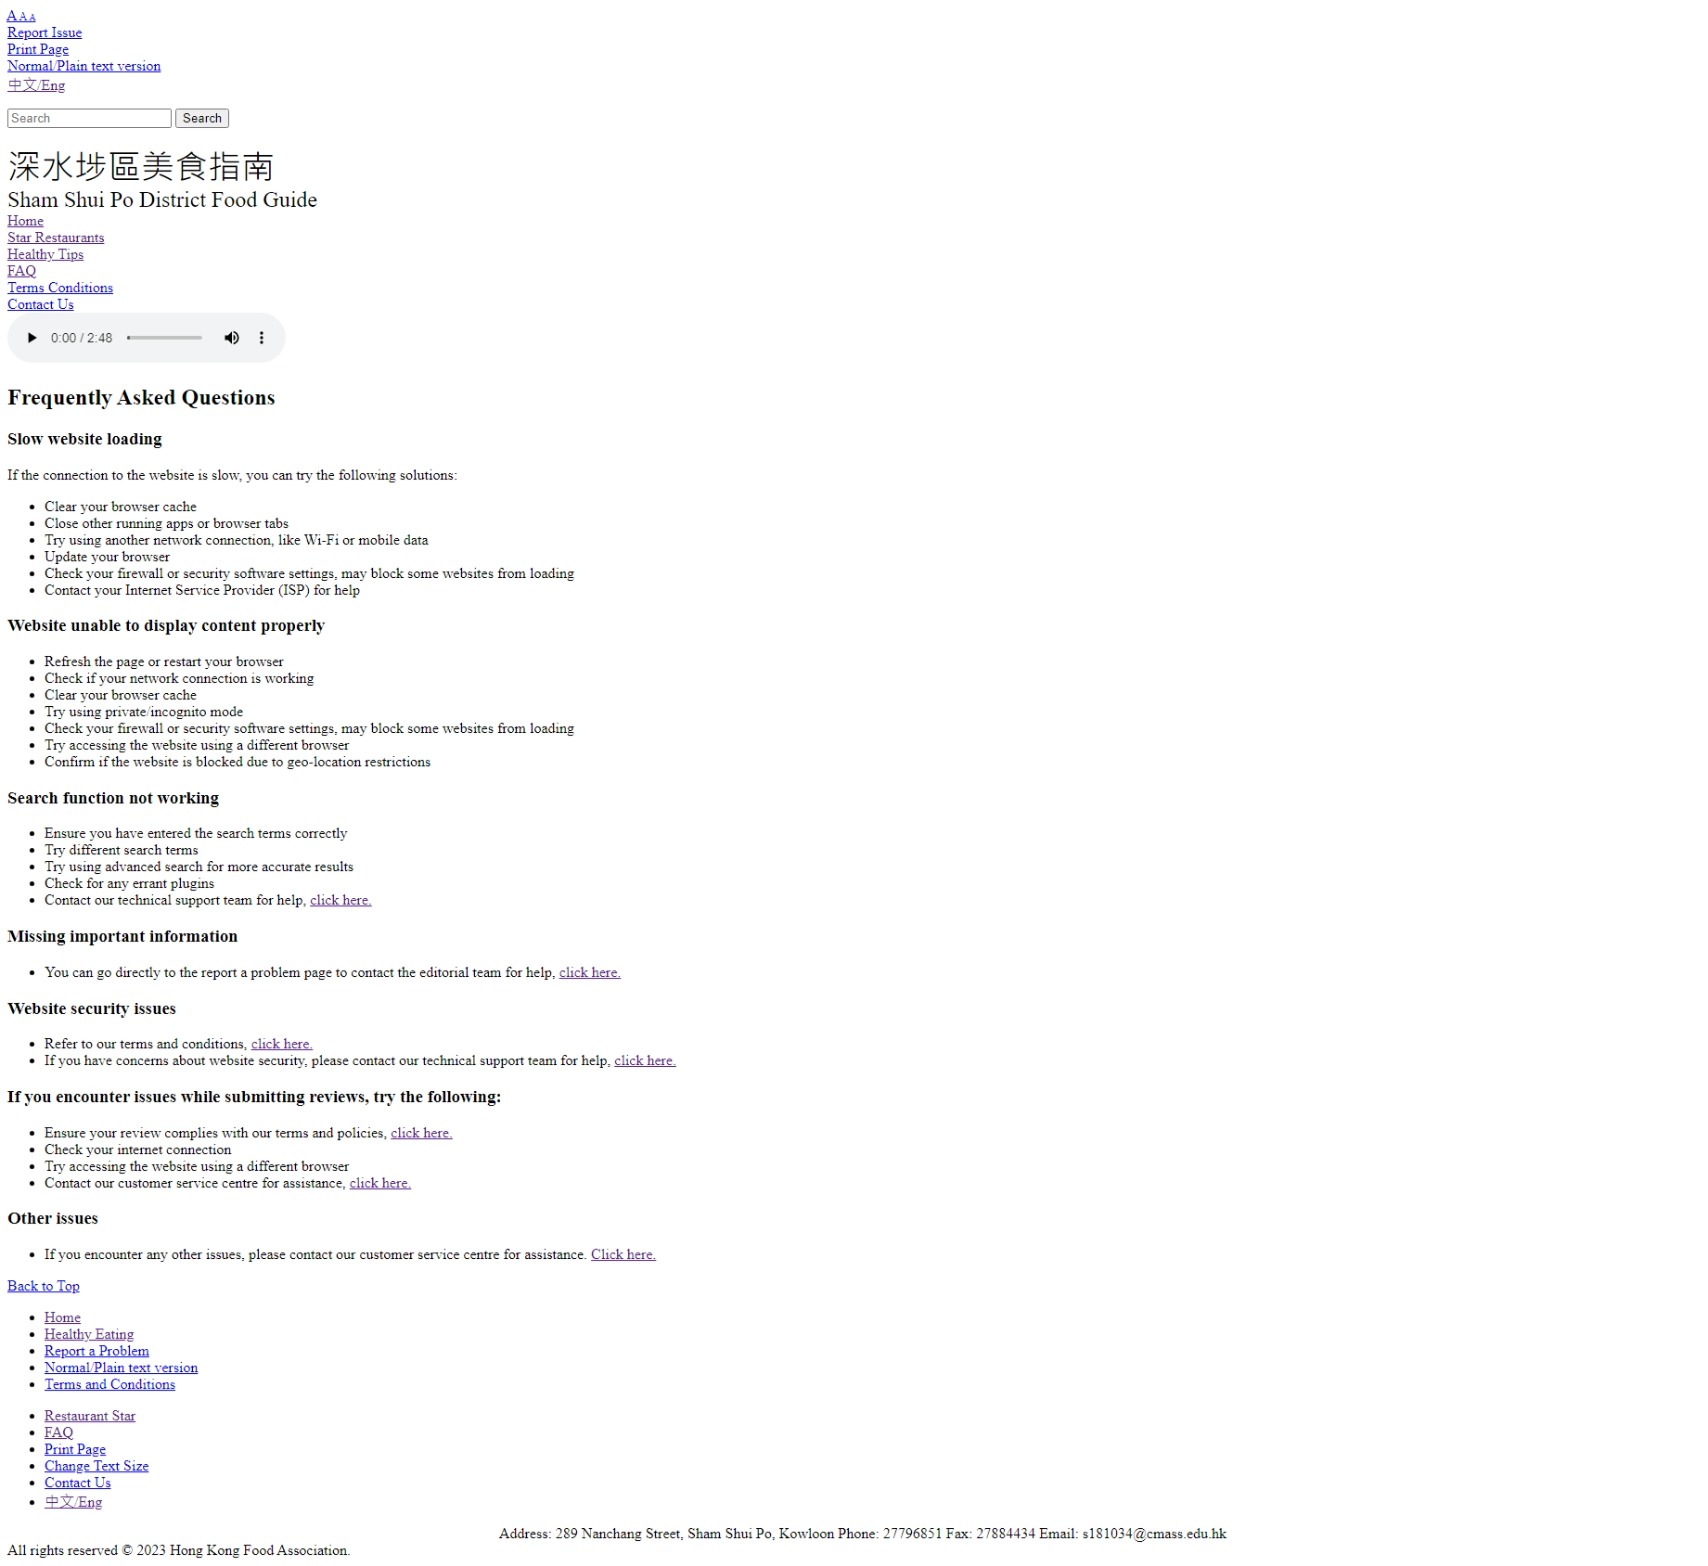 A A A
Report Issue
Print Page
Normal/Plain text version
中文/Eng
Search Search
深水埗區美食指南
Sham Shui Po District Food Guide
Home
Star Restaurants
Healthy Tips
FAQ
Terms Conditions
Contact Us
0:00 / 2:48
Frequently Asked Questions
Slow website loading
If the connection to the website is slow, you can try the following solutions:
• Clear your browser cache
• Close other running apps or browser tabs
• Try using another network connection, like Wi-Fi or mobile data
• Update your browser
• Check your firewall or security software settings, may block some websites from loading
• Contact your Internet Service Provider (ISP) for help
Website unable to display content properly
• Refresh the page or restart your browser
• Check if your network connection is working
• Clear your browser cache
• Try using private/incognito mode
• Check your firewall or security software settings, may block some websites from loading
• Try accessing the website using a different browser
• Confirm if the website is blocked due to geo-location restrictions
Search function not working
• Ensure you have entered the search terms correctly
• Try different search terms
• Try using advanced search for more accurate results
• Check for any errant plugins
• Contact our technical support team for help, click here.
Missing important information
• You can go directly to the report a problem page to contact the editorial team for help, click here.
Website security issues
• Refer to our terms and conditions, click here.
• If you have concerns about website security, please contact our technical support team for help, click here.
If you encounter issues while submitting reviews, try the following:
• Ensure your review complies with our terms and policies, click here.
• Check your internet connection
• Try accessing the website using a different browser
• Contact our customer service centre for assistance, click here.
Other issues
• If you encounter any other issues, please contact our customer service centre for assistance. Click here.
Back to Top
• Home
• Healthy Eating
• Report a Problem
• Normal/Plain text version
• Terms and Conditions
• Restaurant Star
• FAQ
• Print Page
• Change Text Size
• Contact Us
• 中文/Eng
Address: 289 Nanchang Street, Sham Shui Po, Kowloon Phone: 27796851 Fax: 27884434 Email: s181034@cmass.edu.hk
All rights reserved © 2023 Hong Kong Food Association.